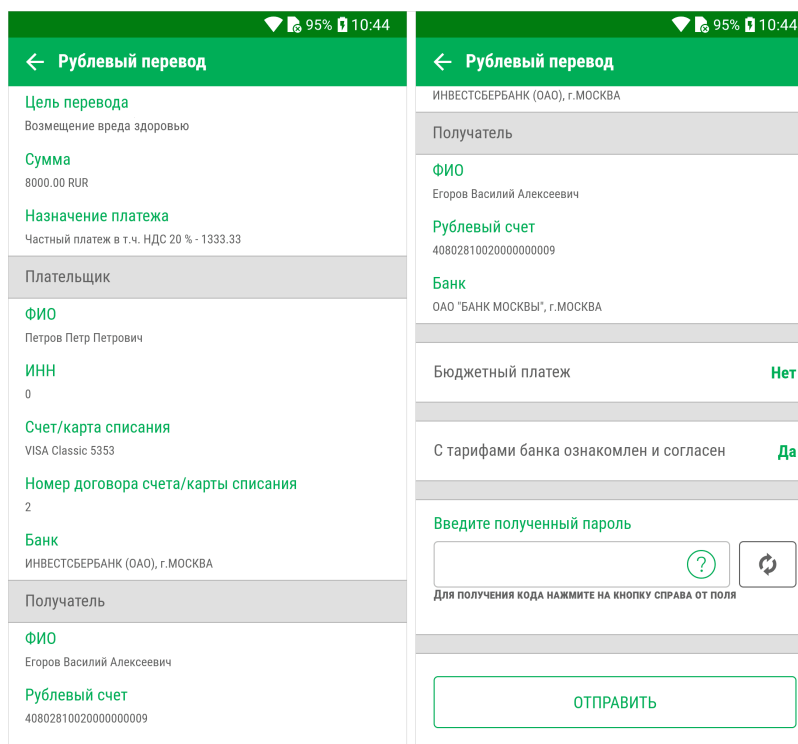 95% 10:44
Рублевый перевод
Цель перевода
Возмещение вреда здоровью
Сумма
8000.00 RUR
Назначение платежа
Частный платеж в т.ч. НДС 20 % - 1333.33
Плательщик
ФИО
Петров Петр Петрович
ИНН
0
Счет/карта списания
VISA Classic 5353
Номер договора счета/карты списания
2
Банк
ИНВЕСТСБЕРБАНК (ОАО), г.МОСКВА
Получатель
ФИО
Егоров Василий Алексеевич
Рублевый счет
40802810020000000009
95% 10:44
Рублевый перевод
ИНВЕСТСБЕРБАНК (ОАО), г.МОСКВА
Получатель
ФИО
Егоров Василий Алексеевич
Рублевый счет
40802810020000000009
Банк
ОАО "БАНК МОСКВЫ", г.МОСКВА
Бюджетный платеж Нет
С тарифами банка ознакомлен и согласен Да
Введите полученный пароль
?
Для получения кода нажмите на кнопку справа от поля
ОТПРАВИТЬ